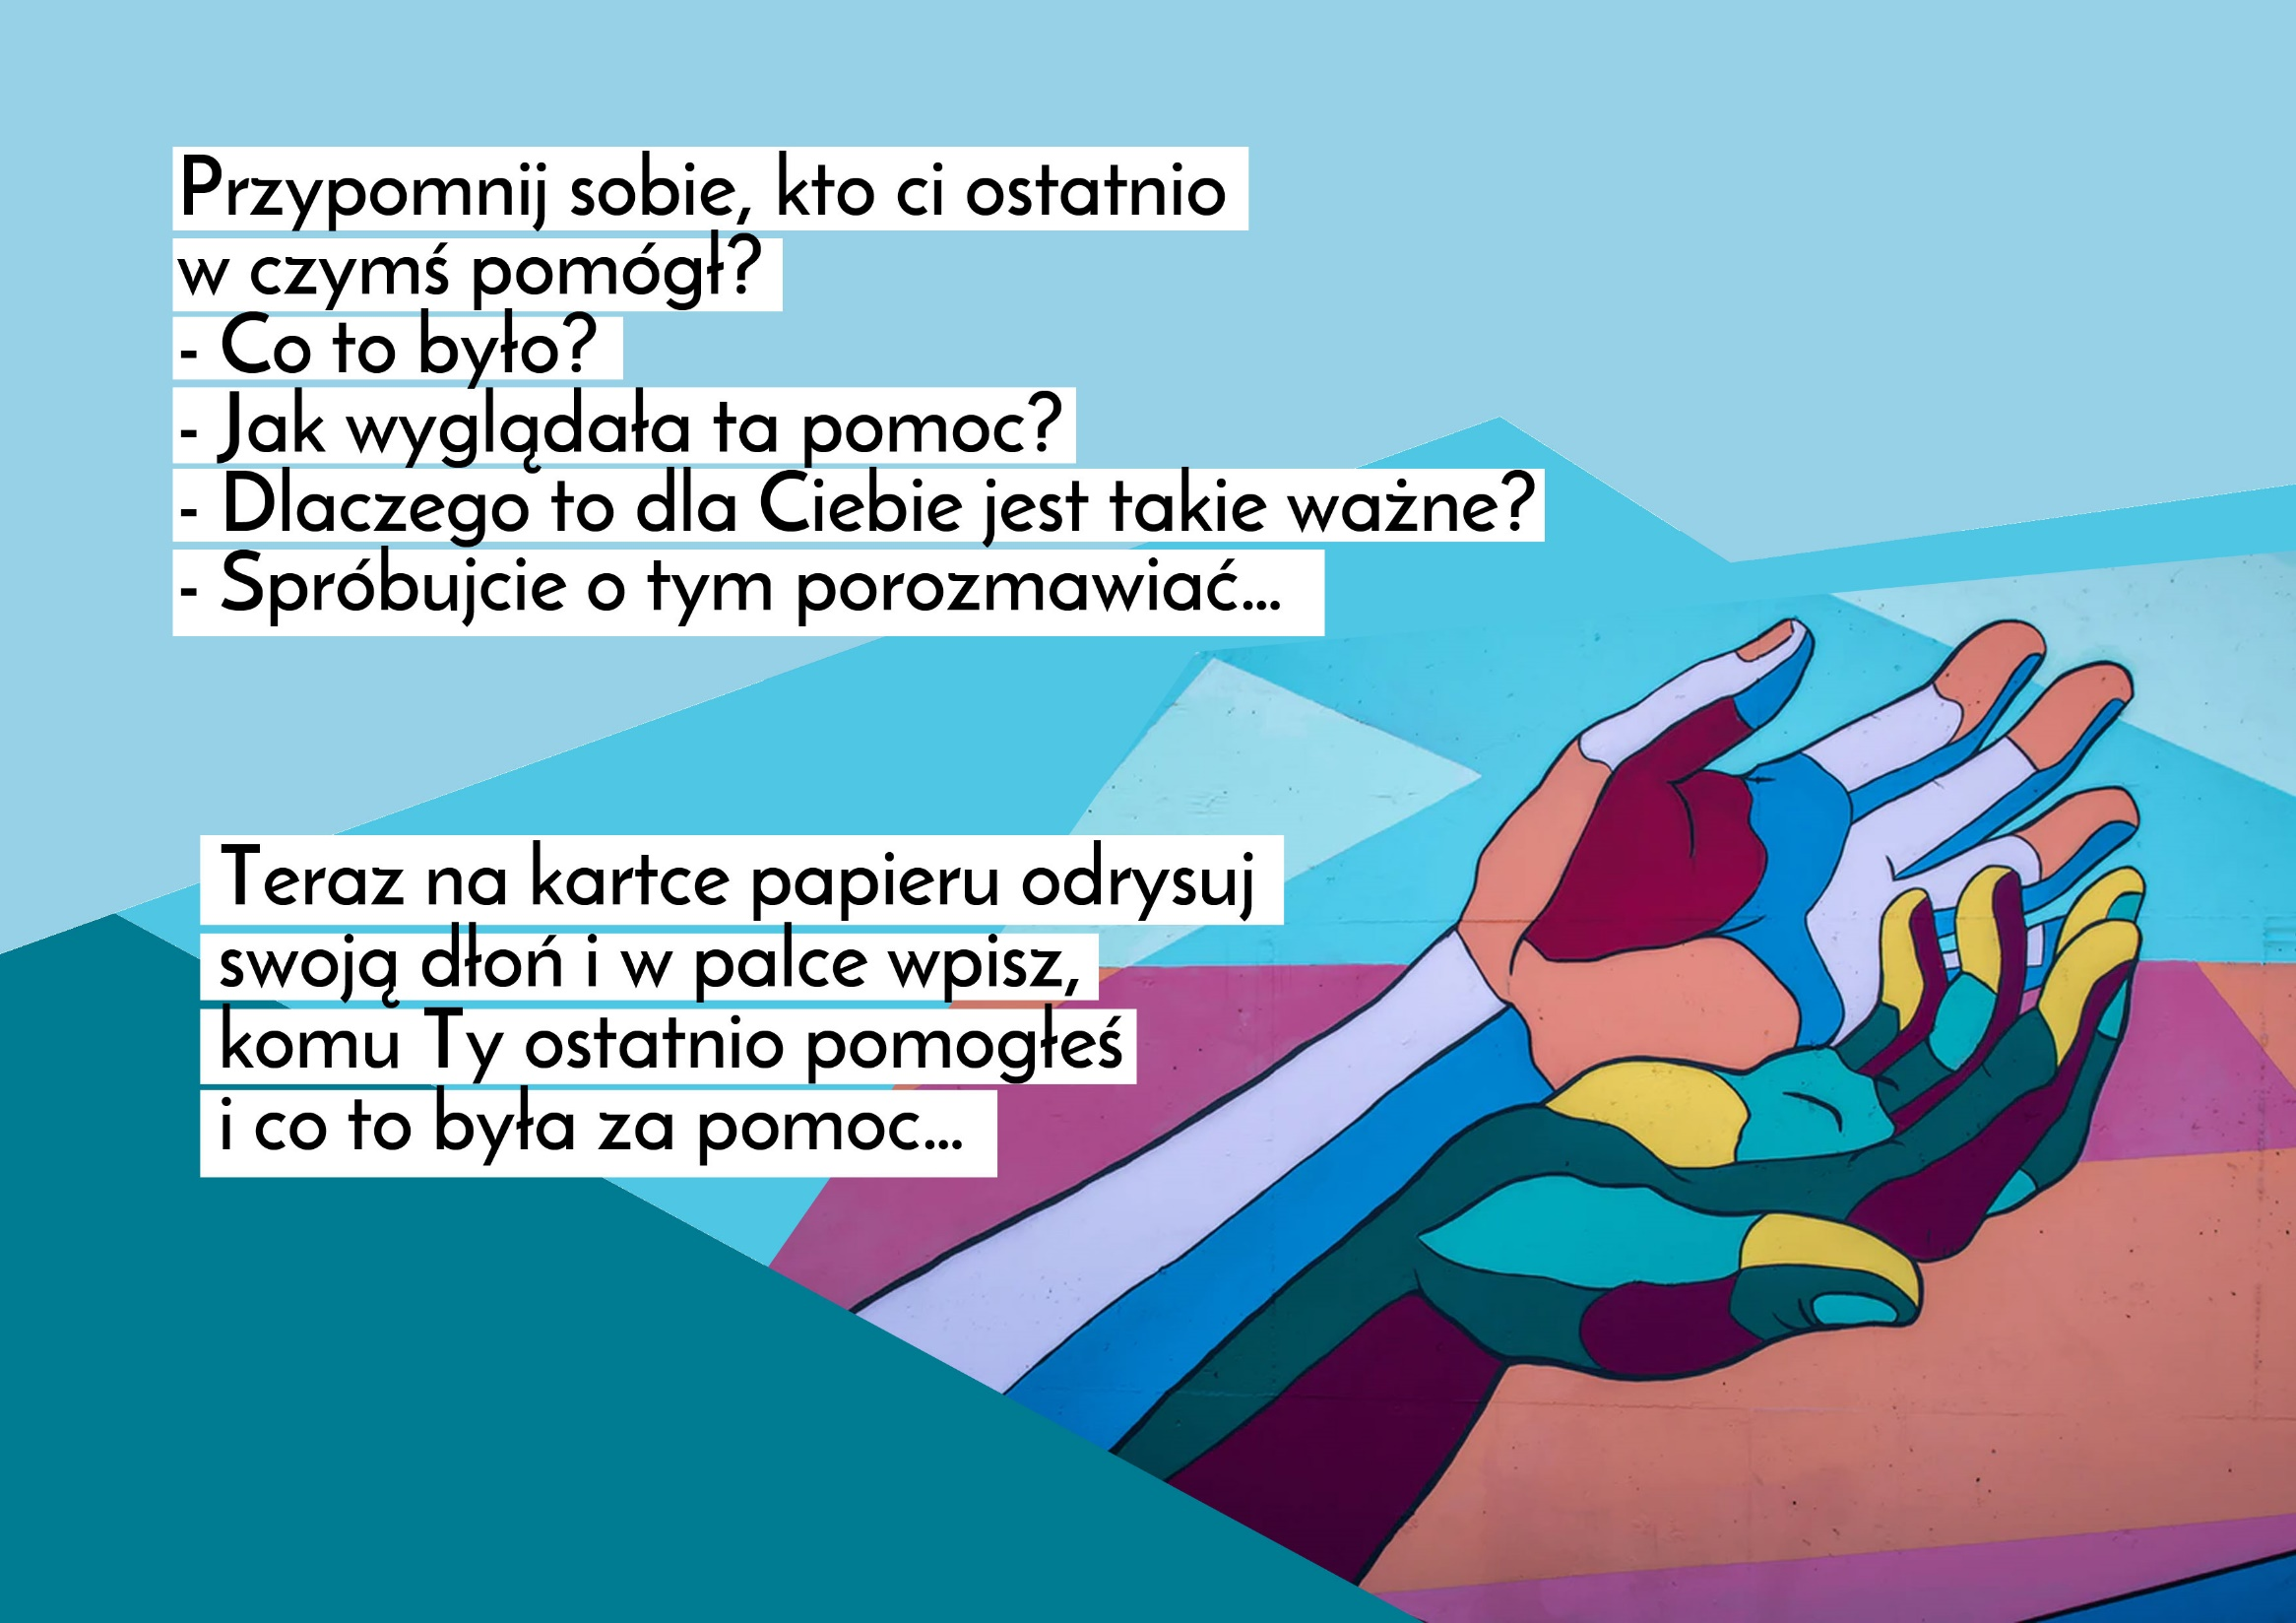 Przypomnij sobie, kto ci ostatnio
w czymś pomógł?
- Co to było?
- Jak wyglądała ta pomoc?
- Dlaczego to dla Ciebie jest takie ważne?
- Spróbujcie o tym porozmawiać...
Teraz na kartce papieru odrysuj
swoją dłoń i w palce wpisz,
komu Ty ostatnio pomogłeś
i co to była za pomoc...